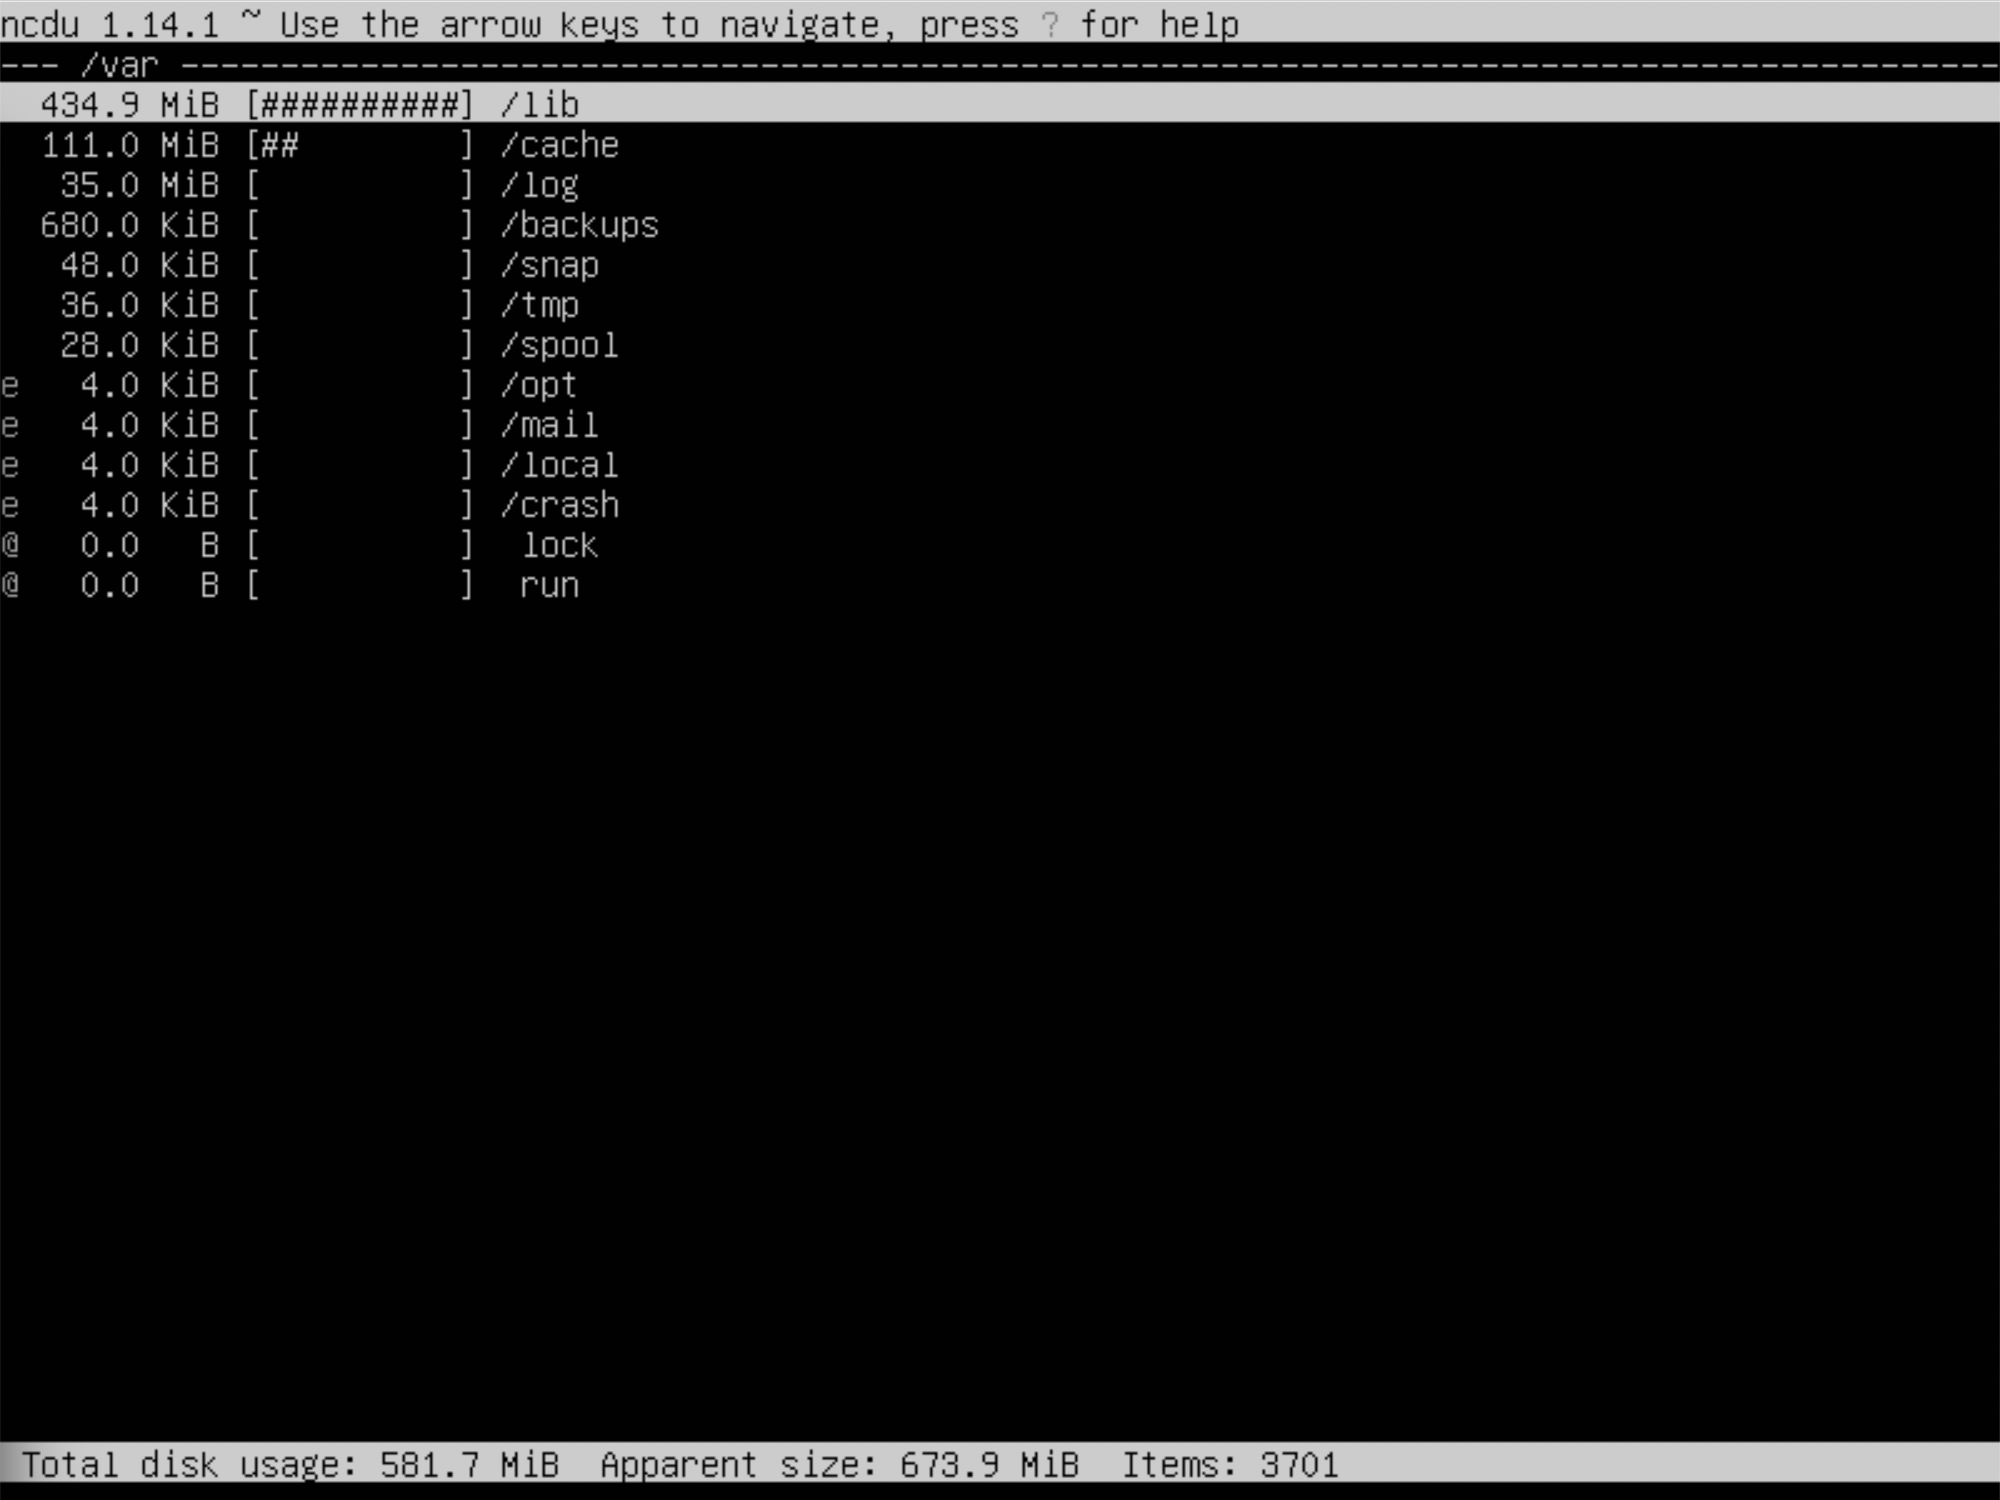 ncdu 1.14.1 ~ Use the arrow keys to navigate, press ? for help
--- /var -------------------------------------------------------------------------------------------
  434.9 MiB [##########] /lib
  111.0 MiB [##        ] /cache
   35.0 MiB [          ] /log
  680.0 KiB [          ] /backups
   48.0 KiB [          ] /snap
   36.0 KiB [          ] /tmp
   28.0 KiB [          ] /spool
e   4.0 KiB [          ] /opt
e   4.0 KiB [          ] /mail
e   4.0 KiB [          ] /local
e   4.0 KiB [          ] /crash
@   0.0   B [          ]  lock
@   0.0   B [          ]  run
 Total disk usage: 581.7 MiB  Apparent size: 673.9 MiB  Items: 3701